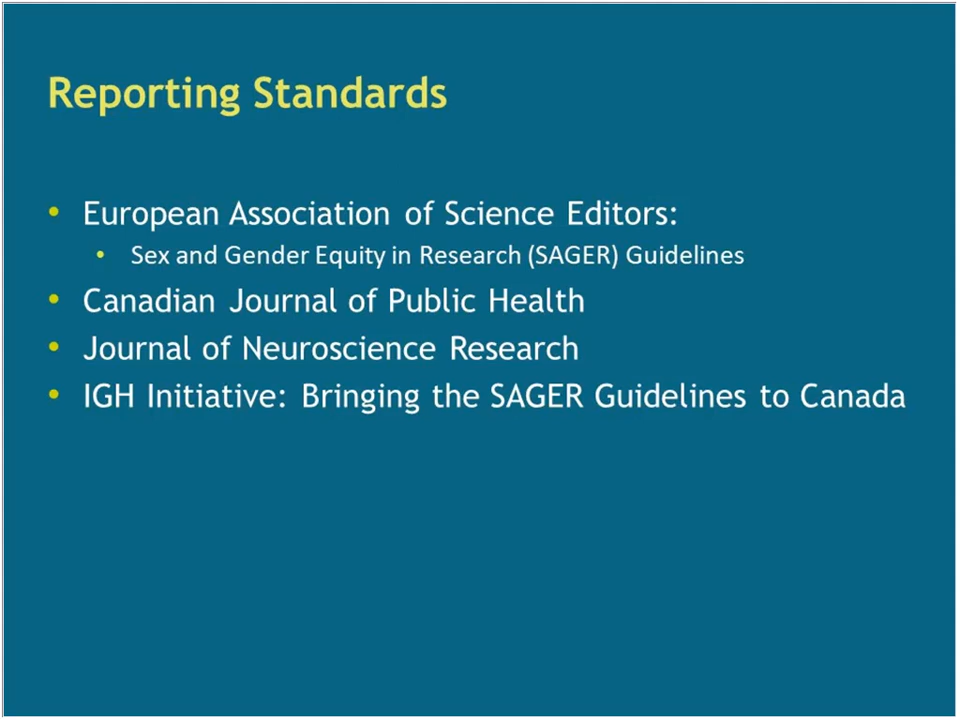 Reporting Standards
• European Association of Science Editors:
• Sex and Gender Equity in Research (SAGER) Guidelines
• Canadian Journal of Public Health
• Journal of Neuroscience Research
• IGH Initiative: Bringing the SAGER Guidelines to Canada